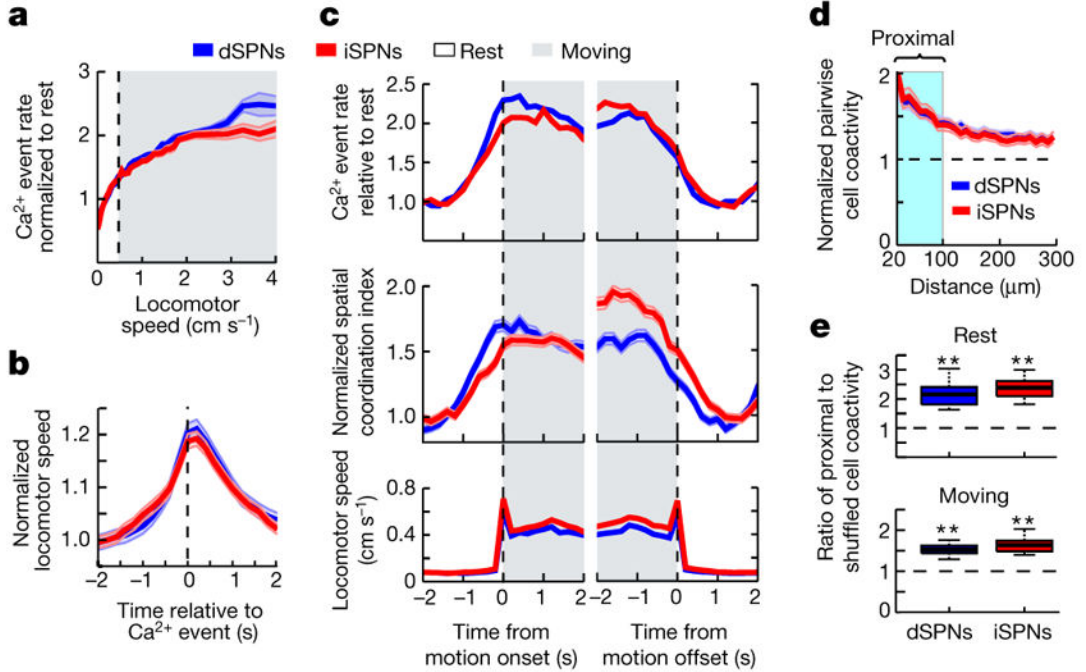 a
dSPNs
iSPNs
Rest
Moving
Ca2+ event rate
normalized to rest
3
2
1
0 1 2 3 4
Locomotor
speed (cm s−1)
b
Normalized
locomotor speed
1.20
1.10
1.00
−2 −1 0 1 2
Time relative to
Ca2+ event (s)
c
Ca2+ event rate
relative to rest
2.5
2.0
1.5
1.0
Normalized spatial
coordination index
2.0
1.5
1.0
Locomotor speed
(cm s−1)
0.8
0.4
0
−2 −1 0 1 2
−2 −1 0 1 2
Time from
motion onset (s)
Time from
motion offset (s)
d
Proximal
Normalized pairwise
cell coactivity
2
1
0
dSPNs
iSPNs
20 100 200 300
Distance (μm)
e
Ratio of proximal to
shuffled cell coactivity
Rest
3
2
1
** **
Moving
2
1
0
** **
dSPNs iSPNs